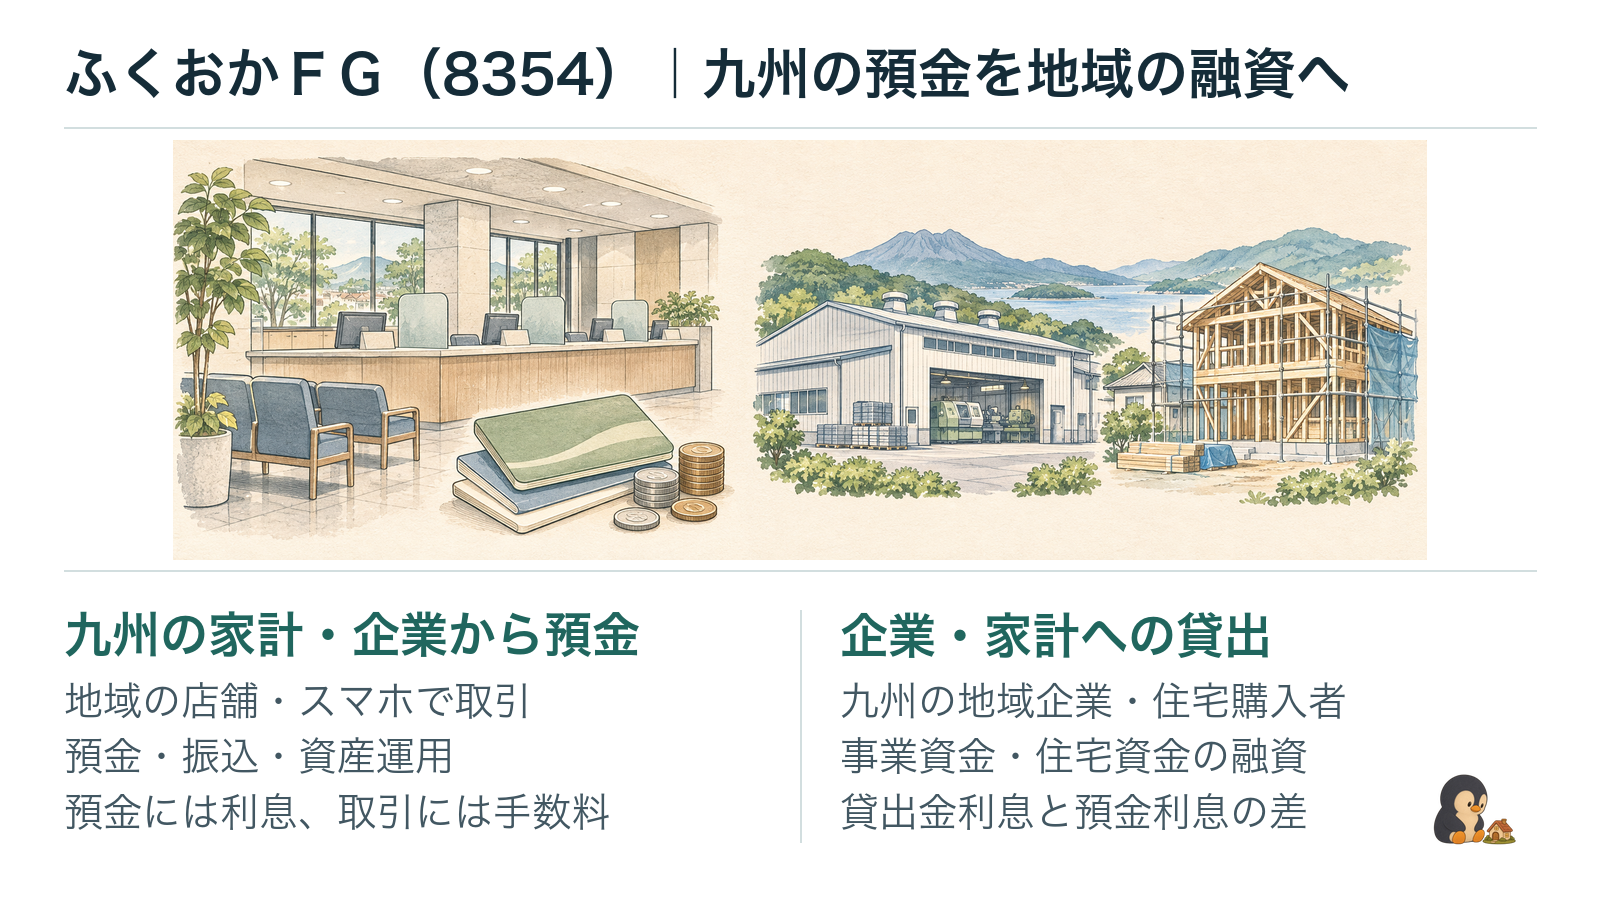 ふくおかＦＧ（8354）｜九州の預金を地域の融資へ
九州の家計・企業から預金
地域の店舗・スマホで取引
預金・振込・資産運用
預金には利息、取引には手数料
企業・家計への貸出
九州の地域企業・住宅購入者
事業資金・住宅資金の融資
貸出金利息と預金利息の差